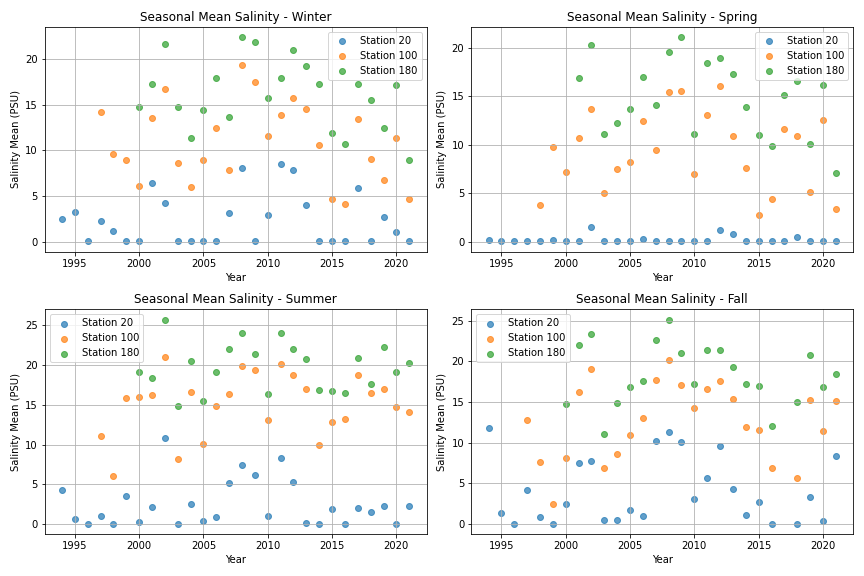 Seasonal Mean Salinity - Winter
Salinity Mean (PSU)
20
15
10
5
0
Station 20
Station 100
Station 180
1995 2000 2005 2010 2015 2020
Year
Seasonal Mean Salinity - Spring
Salinity Mean (PSU)
20
15
10
5
0
Station 20
Station 100
Station 180
1995 2000 2005 2010 2015 2020
Year
Seasonal Mean Salinity - Summer
Salinity Mean (PSU)
25
20
15
10
5
0
Station 20
Station 100
Station 180
1995 2000 2005 2010 2015 2020
Year
Seasonal Mean Salinity - Fall
Salinity Mean (PSU)
25
20
15
10
5
0
Station 20
Station 100
Station 180
1995 2000 2005 2010 2015 2020
Year